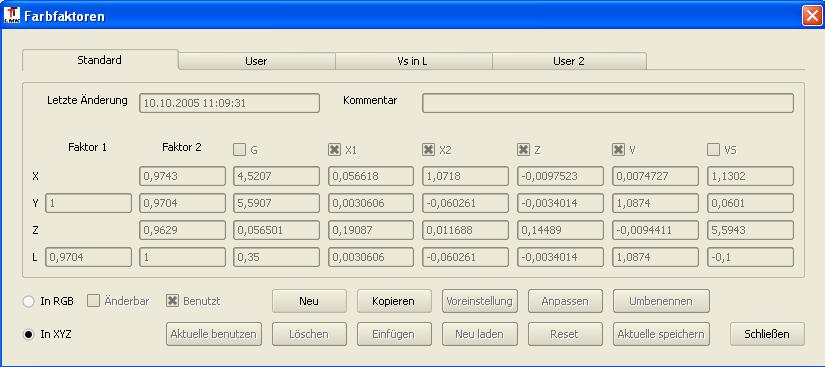 Farbfaktoren
Standard User Vs in L User 2
Letzte Änderung 10.10.2005 11:09:31 Kommentar
Faktor 1 Faktor 2 G X1 X2 Z V VS
X 0,9743 4,5207 0,056618 1,0718 -0,0097523 0,0074727 1,1302
Y 1 0,9704 5,5907 0,0030606 -0,060261 -0,0034014 1,0874 0,0601
Z 0,9629 0,056501 0,19087 0,011688 0,14489 -0,0094411 5,5943
L 0,9704 1 0,35 0,0030606 -0,060261 -0,0034014 1,0874 -0,1
In RGB Änderbar Benutzt Neu Kopieren Voreinstellung Anpassen Umbenennen
In XYZ Aktuelle benutzen Löschen Einfügen Neu laden Reset Aktuelle speichern Schließen